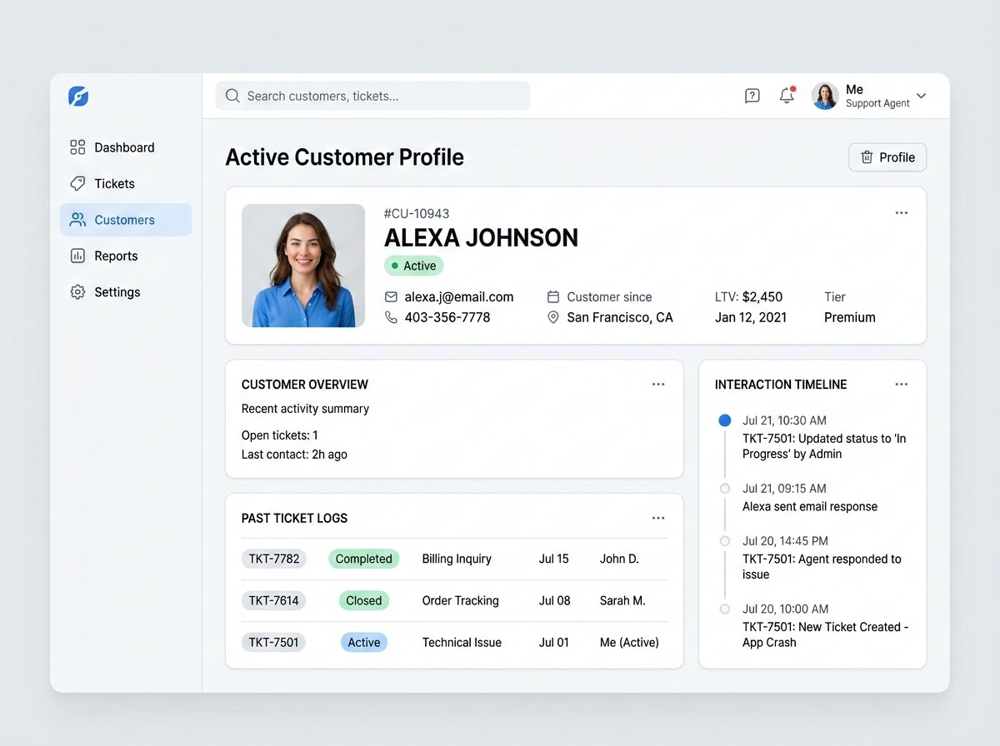 Search customers, tickets...
Me
Support Agent
Dashboard
Tickets
Customers
Reports
Settings
Active Customer Profile
Profile
#CU-10943
ALEXA JOHNSON
Active
alexa.j@email.com
Customer since
LTV: $2,450
Tier
403-356-7778
San Francisco, CA
Jan 12, 2021
Premium
CUSTOMER OVERVIEW
Recent activity summary
Open tickets: 1
Last contact: 2h ago
PAST TICKET LOGS
TKT-7782 Completed Billing Inquiry Jul 15 John D.
TKT-7614 Closed Order Tracking Jul 08 Sarah M.
TKT-7501 Active Technical Issue Jul 01 Me (Active)
INTERACTION TIMELINE
Jul 21, 10:30 AM
TKT-7501: Updated status to 'In
Progress' by Admin
Jul 21, 09:15 AM
Alexa sent email response
Jul 20, 14:45 PM
TKT-7501: Agent responded to
issue
Jul 20, 10:00 AM
TKT-7501: New Ticket Created -
App Crash